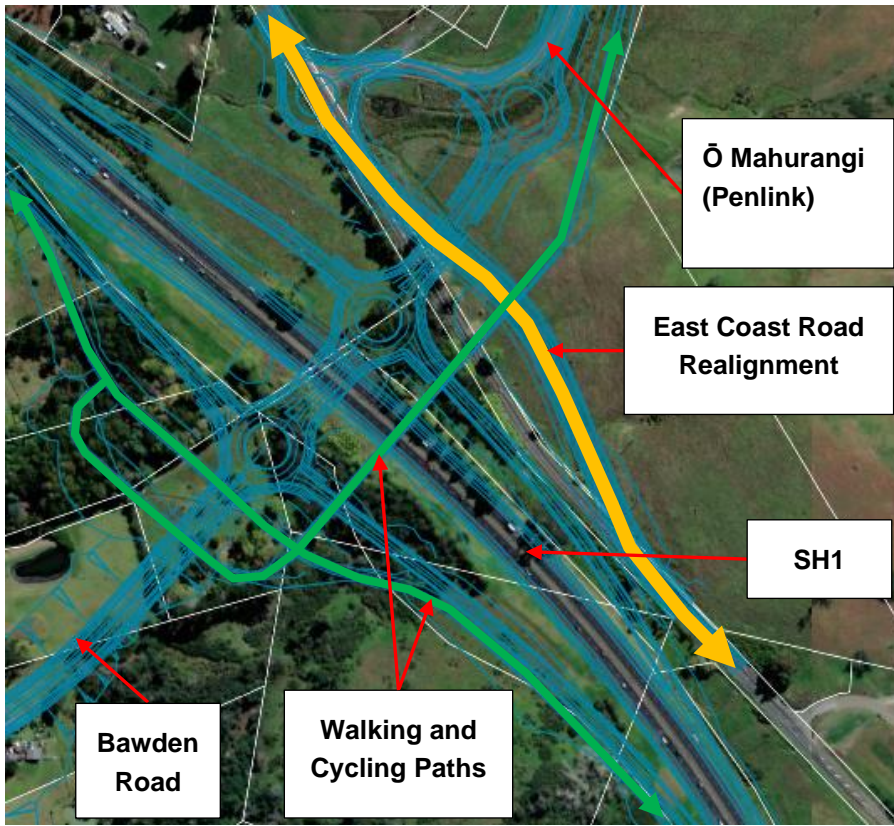 Ō Mahurangi
(Penlink)
East Coast Road
Realignment
SH1
Bawden
Road
Walking and
Cycling Paths